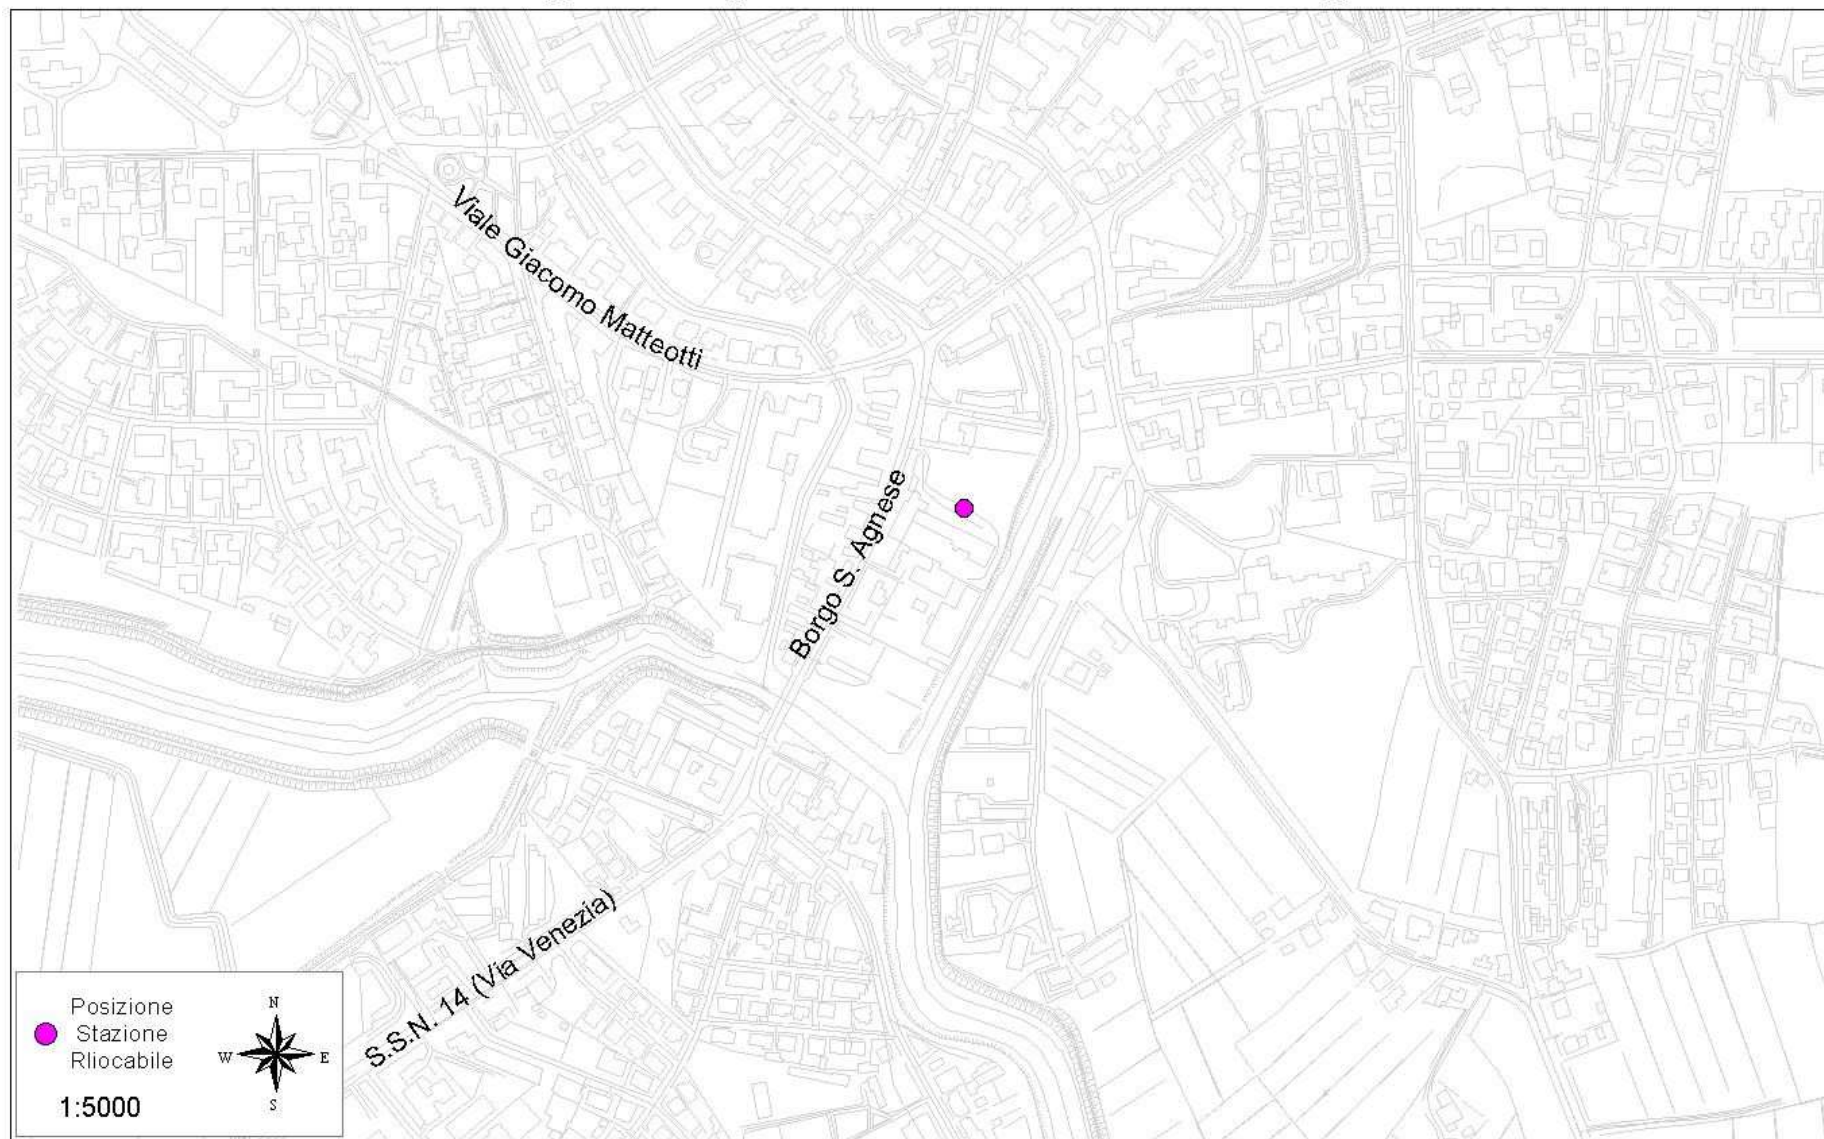 Viale Giacomo Matteotti
Borgo S. Agnese
S.S.N. 14 (Via Venezia)
Posizione
Stazione
Rliocabile
N
W
E
S
1:5000